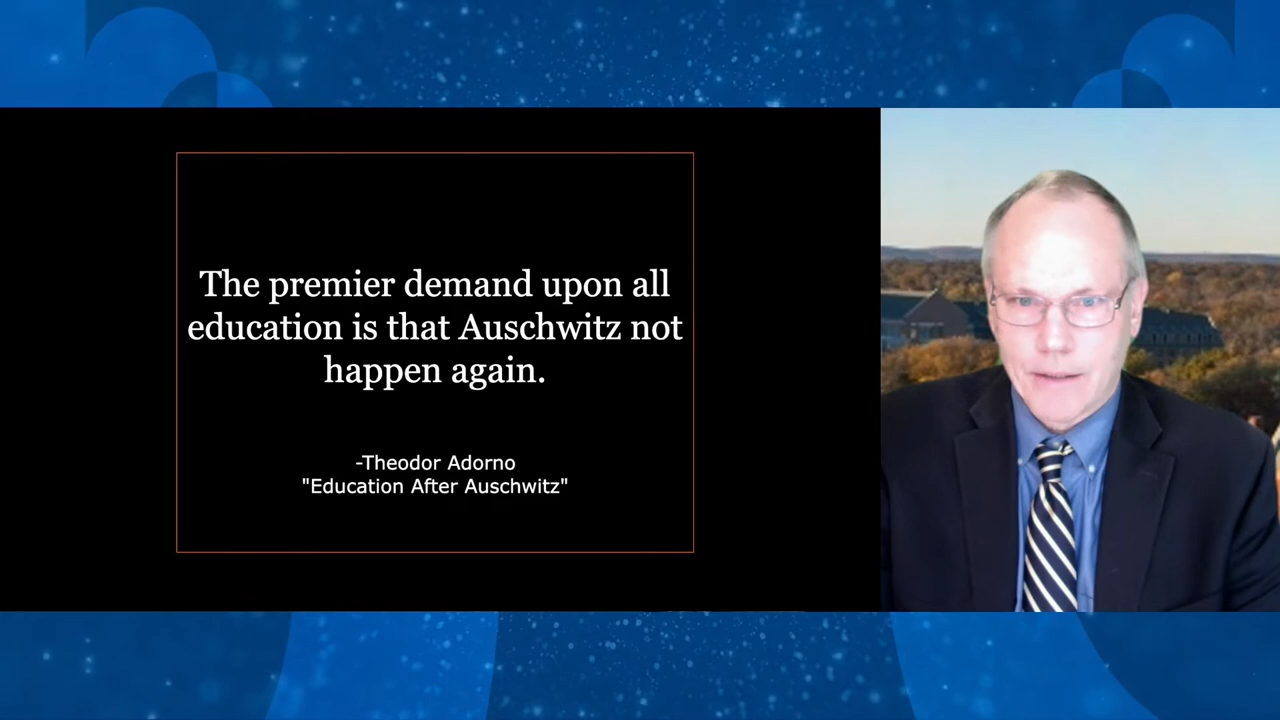 The premier demand upon all
education is that Auschwitz not
happen again.
-Theodor Adorno
"Education After Auschwitz"